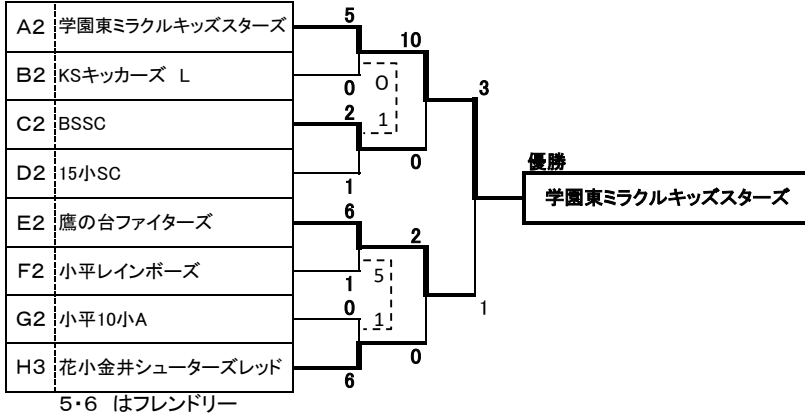 A2 学園東ミラクルキッズスターズ
5
10
B2 KSキッカーズ L
0
0
3
C2 BSSC
2
1
0
D2 15小SC
1
優勝
学園東ミラクルキッズスターズ
E2 鷹の台ファイターズ
6
2
F2 小平レインボーズ
1
5
G2 小平10小A
0
1
1
H3 花小金井シューターズレッド
6
0
5・6 はフレンドリー